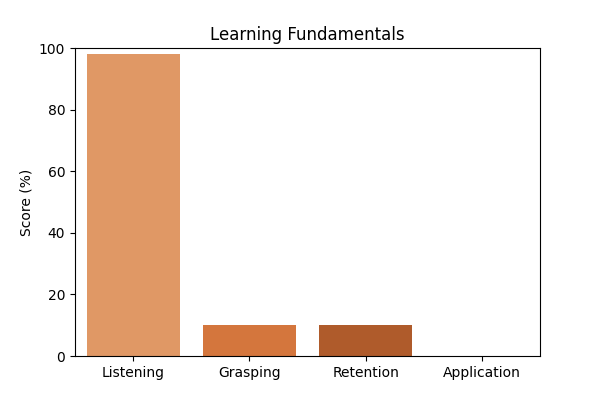 Learning Fundamentals
Score (%)
100
80
60
40
20
0
Listening Grasping Retention Application